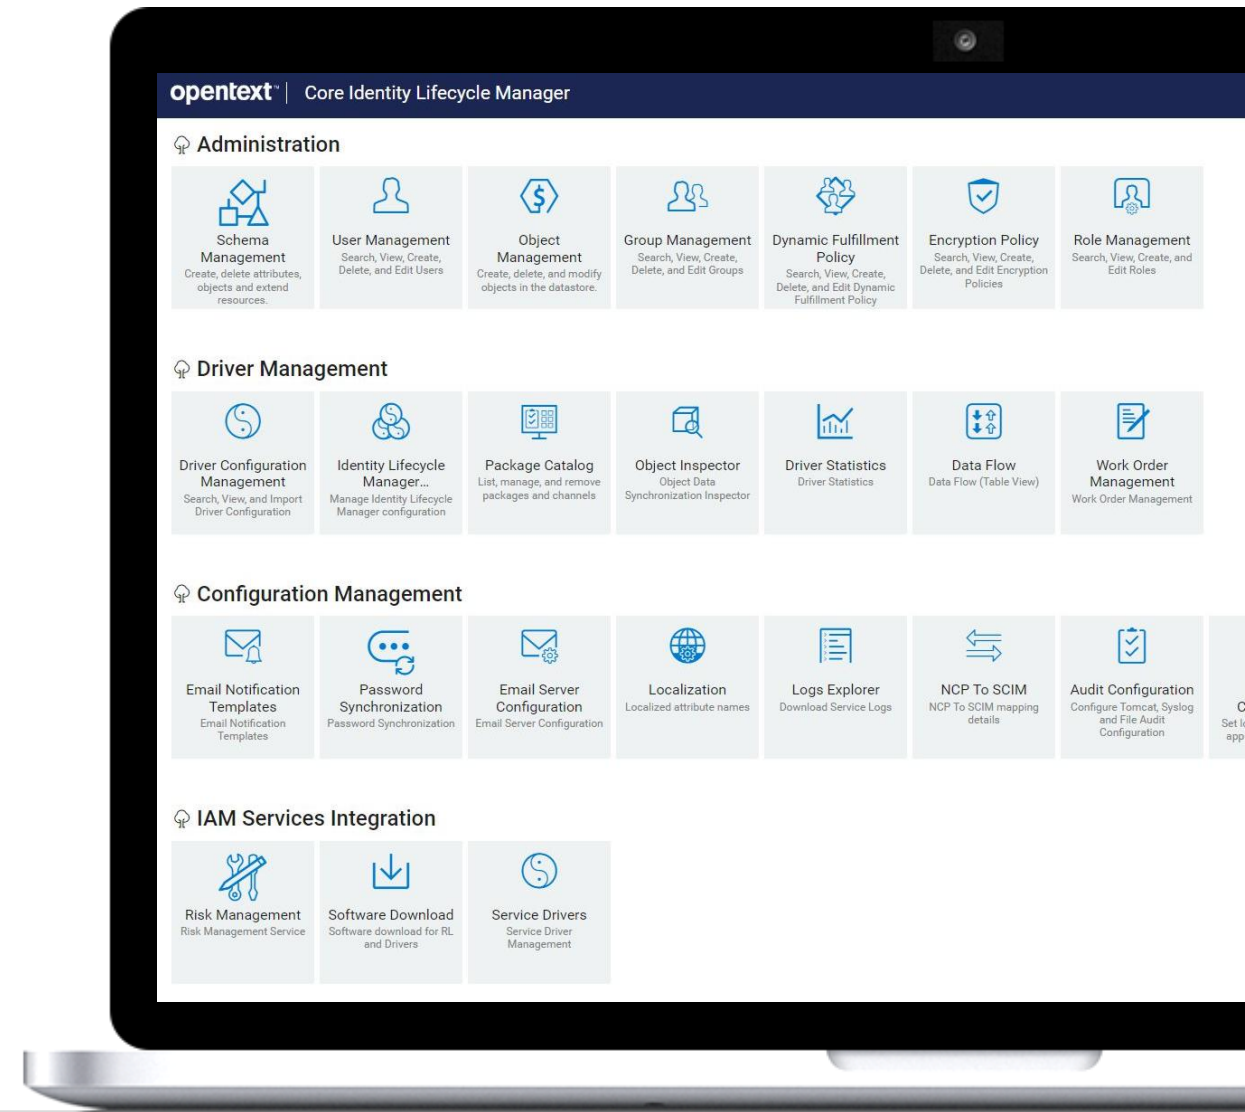 opentext™ | Core Identity Lifecycle Manager
Administration
Schema
Management
Create, delete attributes,
objects and extend
resources.
User Management
Search, View, Create,
Delete, and Edit Users
Object
Management
Create, delete, and modify
objects in the datastore.
Group Management
Search, View, Create,
Delete, and Edit Groups
Dynamic Fulfillment
Policy
Search, View, Create,
Delete, and Edit Dynamic
Fulfillment Policy
Encryption Policy
Search, View, Create,
Delete, and Edit Encryption
Policies
Role Management
Search, View, Create, and
Edit Roles
Driver Management
Driver Configuration
Management
Search, View, and Import
Driver Configuration
Identity Lifecycle
Manager...
Manage Identity Lifecycle
Manager configuration
Package Catalog
List, manage, and remove
packages and channels
Object Inspector
Object Data
Synchronization Inspector
Driver Statistics
Driver Statistics
Data Flow
Data Flow (Table View)
Work Order
Management
Work Order Management
Configuration Management
Email Notification
Templates
Email Notification
Templates
Password
Synchronization
Password Synchronization
Email Server
Configuration
Email Server Configuration
Localization
Localized attribute names
Logs Explorer
Download Service Logs
NCP To SCIM
NCP To SCIM mapping
details
Audit Configuration
Configure Tomcat, Syslog
and File Audit
Configuration
C
Set l
app
IAM Services Integration
Risk Management
Risk Management Service
Software Download
Software download for RL
and Drivers
Service Drivers
Service Driver
Management